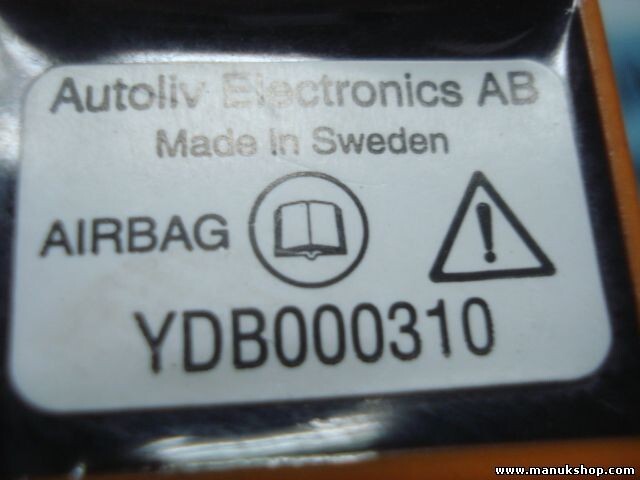 Autoliv Electronics AB
Made in Sweden
AIRBAG
YDB000310
www.manukshop.com